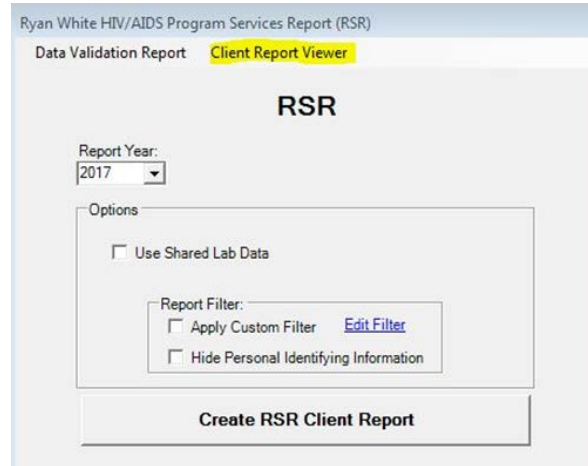 Ryan White HIV/AIDS Program Services Report (RSR)
Data Validation Report Client Report Viewer
RSR
Report Year:
2017
Options
Use Shared Lab Data
Report Filter:
Apply Custom Filter Edit Filter
Hide Personal Identifying Information
Create RSR Client Report